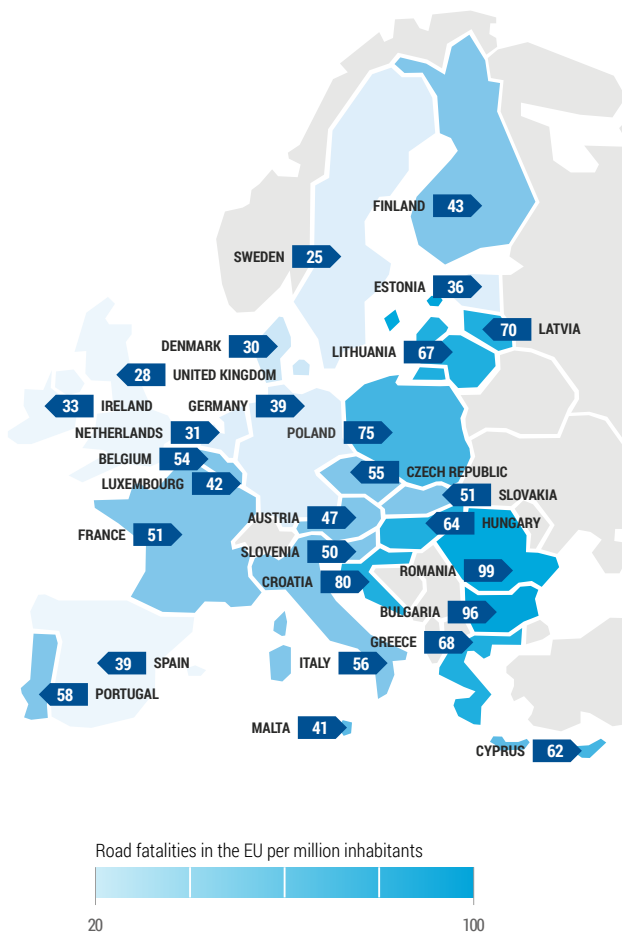 FINLAND 43
SWEDEN 25
ESTONIA 36
70 LATVIA
DENMARK 30
LITHUANIA 67
28 UNITED KINGDOM
33 IRELAND
GERMANY 39
NETHERLANDS 31
POLAND 75
BELGIUM 54
55 CZECH REPUBLIC
LUXEMBOURG 42
51 SLOVAKIA
AUSTRIA 47
64 HUNGARY
FRANCE 51
SLOVENIA 50
ROMANIA 99
CROATIA 80
BULGARIA 96
GREECE 68
39 SPAIN
ITALY 56
58 PORTUGAL
MALTA 41
CYPRUS 62
Road fatalities in the EU per million inhabitants
20 100